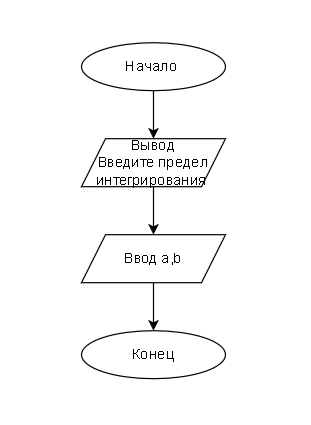 Начало
Вывод
Введите предел
интегрирования
Ввод a,b
Конец